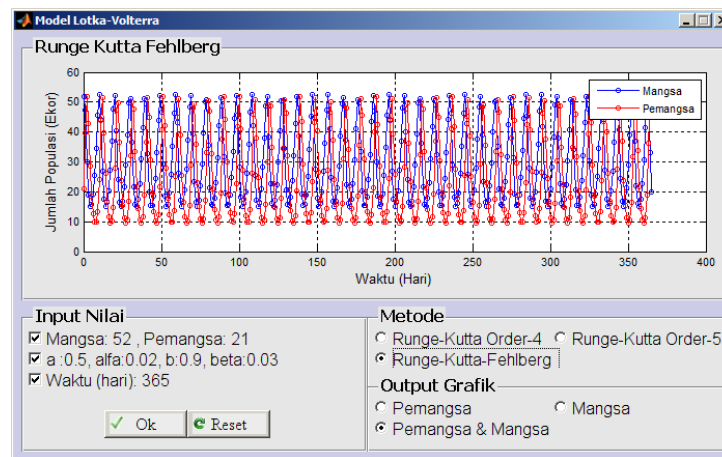 Model Lotka-Volterra
Runge Kutta Fehlberg
60
50
40
30
20
10
0
Jumlah Populasi (Ekor)
Mangsa
Pemangsa
0 50 100 150 200 250 300 350 400
Waktu (Hari)
Input Nilai
Mangsa: 52 , Pemangsa: 21
a :0.5, alfa:0.02, b:0.9, beta:0.03
Waktu (hari): 365
Ok Reset
Metode
Runge-Kutta Order-4 Runge-Kutta Order-5
Runge-Kutta-Fehlberg
Output Grafik
Pemangsa Mangsa
Pemangsa & Mangsa